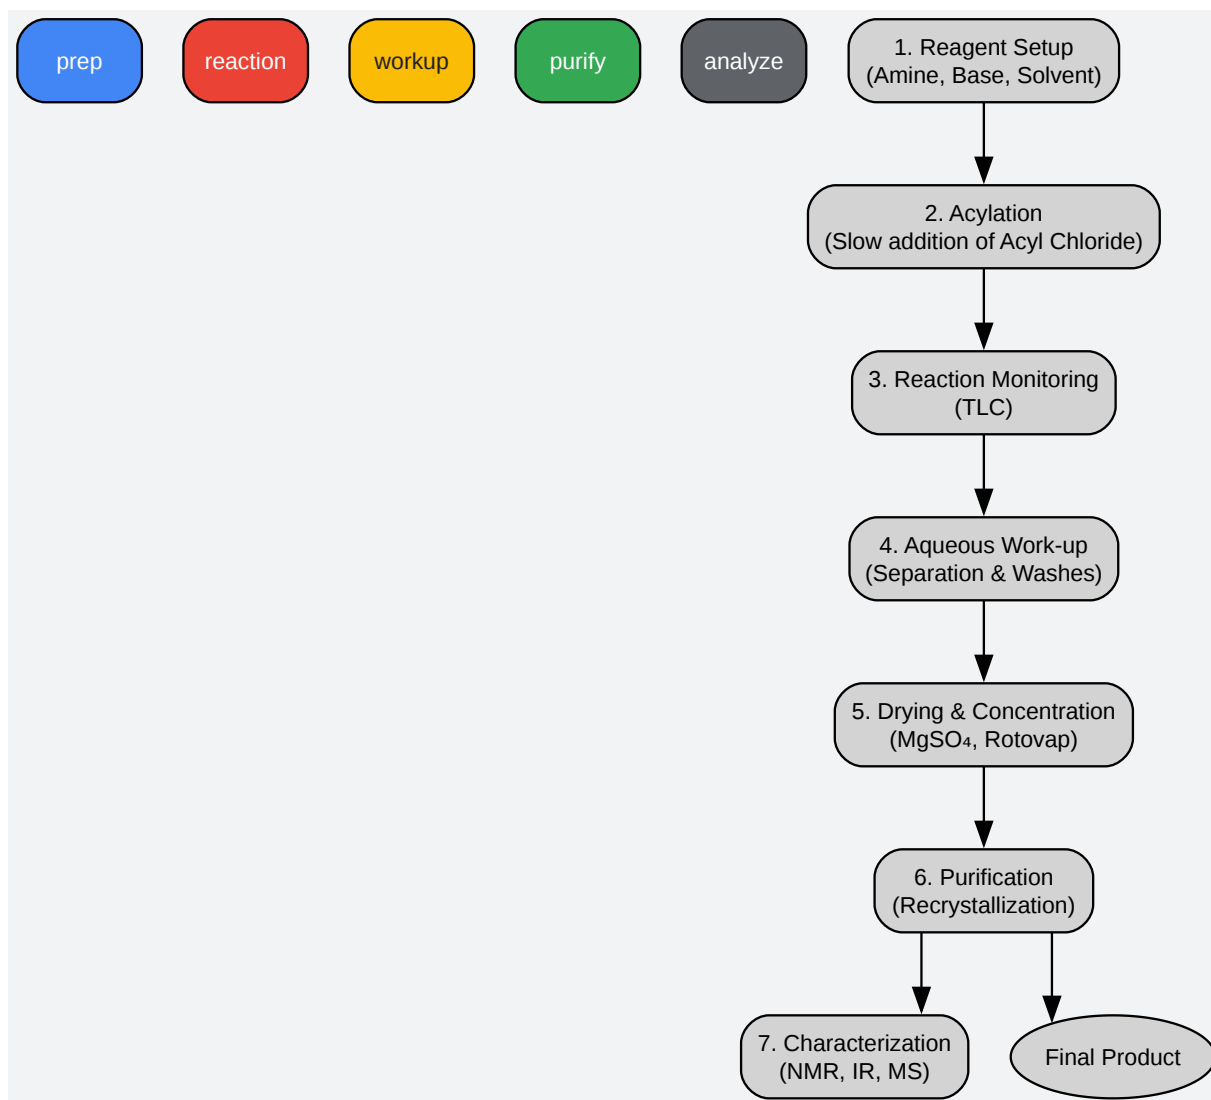 prep
reaction
workup
purify
analyze
1. Reagent Setup
(Amine, Base, Solvent)
2. Acylation
(Slow addition of Acyl Chloride)
3. Reaction Monitoring
(TLC)
4. Aqueous Work-up
(Separation & Washes)
5. Drying & Concentration
(MgSO₄, Rotovap)
6. Purification
(Recrystallization)
7. Characterization
(NMR, IR, MS)
Final Product